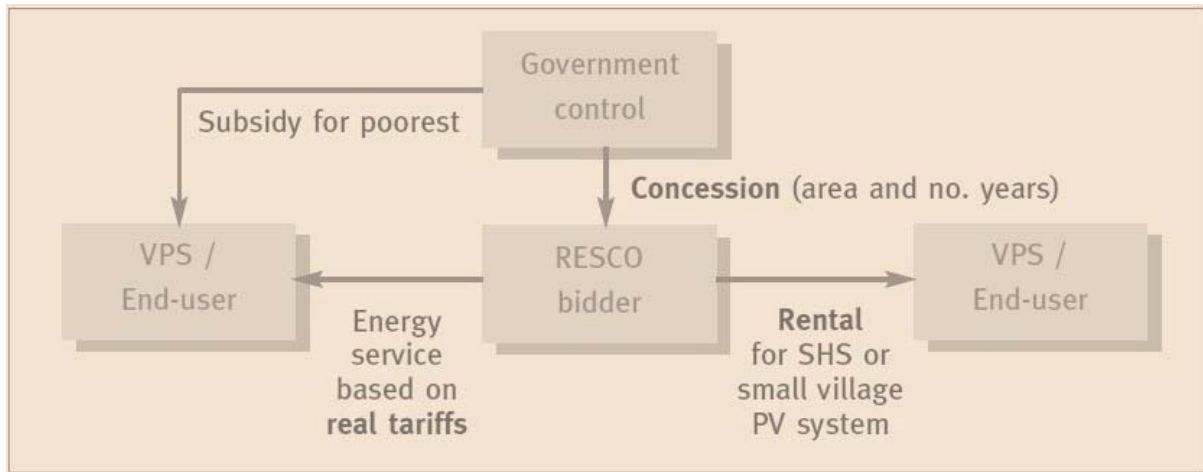 Government
control
Subsidy for poorest
Concession (area and no. years)
VPS /
End-user
RESCO
bidder
VPS /
End-user
Energy
service
based on
real tariffs
Rental
for SHS or
small village
PV system